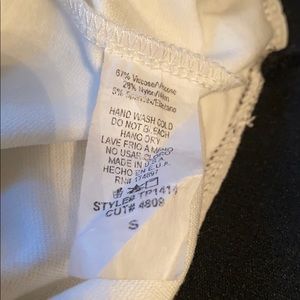 67% Viscose/Viscosa
28% Nylon/Nilon
5% Spandex/Elastano
HAND WASH COLD
DO NOT BLEACH
HANG DRY
LAVE FRIO A MANO
NO USAR CLORO
MADE IN U.S.A
HECHO EN E.U.A.
RN#
STYLE# TP1414
CUT# 4809
S